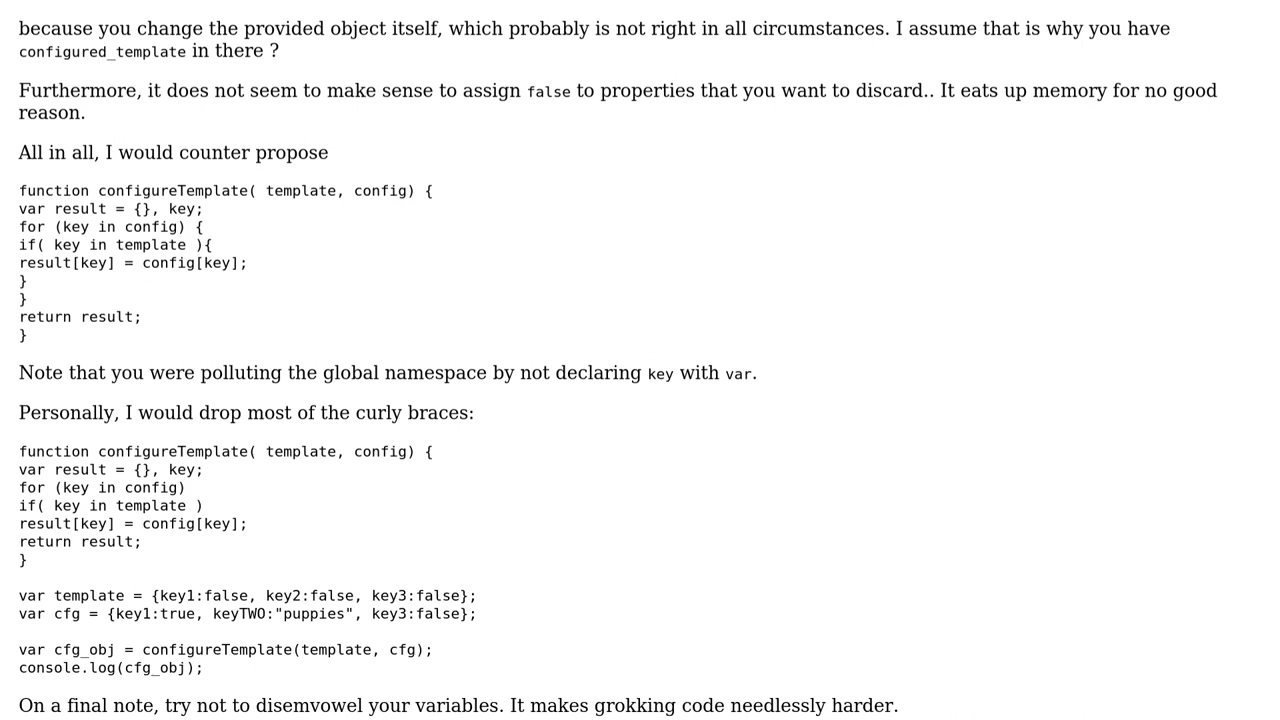 because you change the provided object itself, which probably is not right in all circumstances. I assume that is why you have
configured_template in there ?
Furthermore, it does not seem to make sense to assign false to properties that you want to discard.. It eats up memory for no good
reason.
All in all, I would counter propose
function configureTemplate( template, config) {
var result = {}, key;
for (key in config) {
if( key in template ){
result[key] = config[key];
}
}
return result;
}
Note that you were polluting the global namespace by not declaring key with var.
Personally, I would drop most of the curly braces:
function configureTemplate( template, config) {
var result = {}, key;
for (key in config)
if( key in template )
result[key] = config[key];
return result;
}
var template = {key1:false, key2:false, key3:false};
var cfg = {key1:true, keyTWO:"puppies", key3:false};
var cfg_obj = configureTemplate(template, cfg);
console.log(cfg_obj);
On a final note, try not to disemvowel your variables. It makes grokking code needlessly harder.